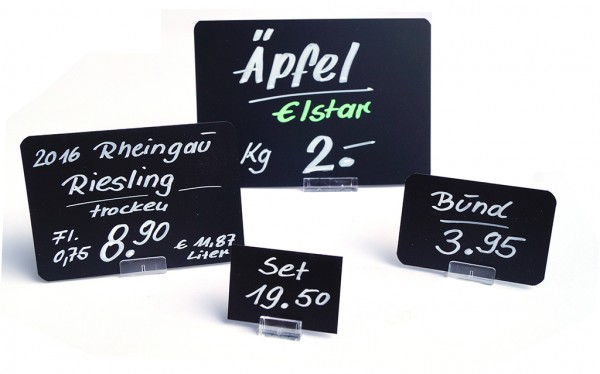 Äpfel
Elstar
Kg 2.-
2016 Rheingau
Riesling
trocken
Fl. 0,75 8.90 € 11.87 Liter
Bund
3.95
Set
19.50